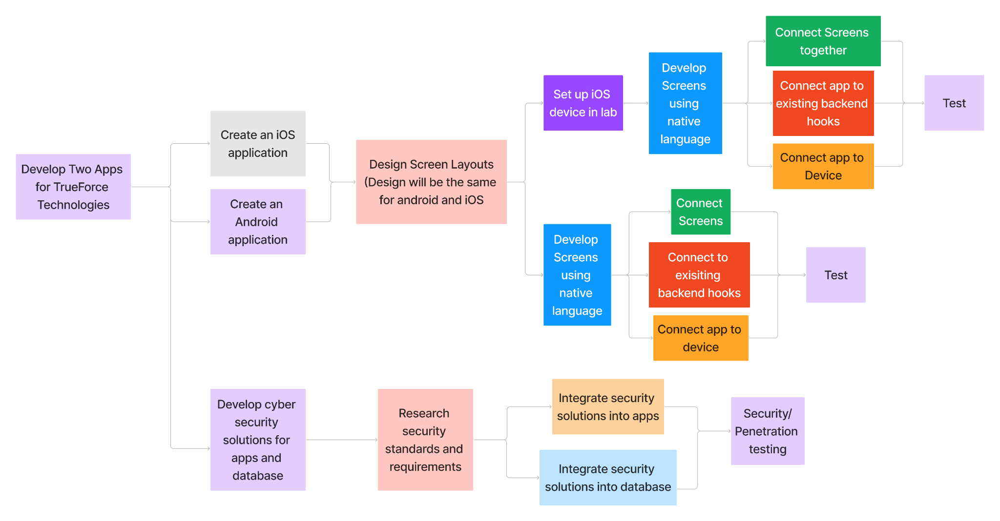 Develop Two Apps
for TrueForce
Technologies
Create an iOS
application
Create an
Android
application
Design Screen Layouts
(Design will be the same
for android and iOS
Set up iOS
device in lab
Develop
Screens
using
native
language
Connect Screens
together
Connect app to
existing backend
hooks
Connect app to
Device
Test
Develop
Screens
using
native
language
Connect
Screens
Connect to
exisiting
backend hooks
Connect app to
device
Test
Develop cyber
security
solutions for
apps and
database
Research
security
standards and
requirements
Integrate security
solutions into apps
Integrate security
solutions into database
Security/
Penetration
testing